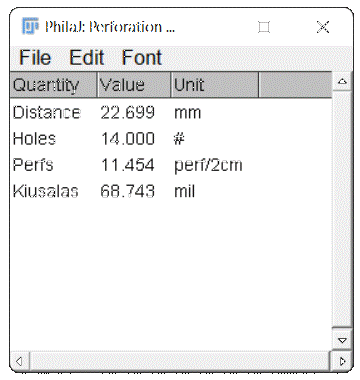 PhilaJ: Perforation ...
File Edit Font
Quantity Value Unit
Distance 22.699 mm
Holes 14.000 #
Perfs 11.454 perf/2cm
Kiusalas 68.743 mil